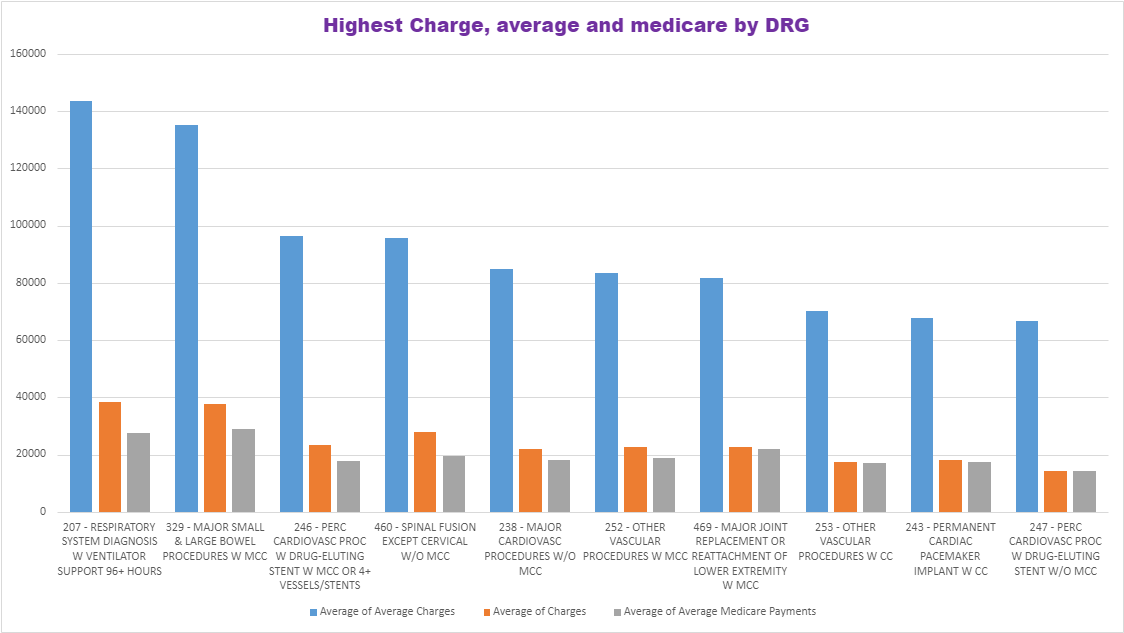 Highest Charge, average and medicare by DRG
160000
140000
120000
100000
80000
60000
40000
20000
0
207 - RESPIRATORY
SYSTEM DIAGNOSIS
W VENTILATOR
SUPPORT 96+ HOURS
329 - MAJOR SMALL
& LARGE BOWEL
PROCEDURES W MCC
246 - PERC
CARDIOVASC PROC
W DRUG-ELUTING
STENT W MCC OR 4+
VESSELS/STENTS
460 - SPINAL FUSION
EXCEPT CERVICAL
W/O MCC
238 - MAJOR
CARDIOVASC
PROCEDURES W/O
MCC
252 - OTHER
VASCULAR
PROCEDURES W MCC
469 - MAJOR JOINT
REPLACEMENT OR
REATTACHMENT OF
LOWER EXTREMITY
W MCC
253 - OTHER
VASCULAR
PROCEDURES W CC
243 - PERMANENT
CARDIAC
PACEMAKER
IMPLANT W CC
247 - PERC
CARDIOVASC PROC
W DRUG-ELUTING
STENT W/O MCC
Average of Average Charges
Average of Charges
Average of Average Medicare Payments